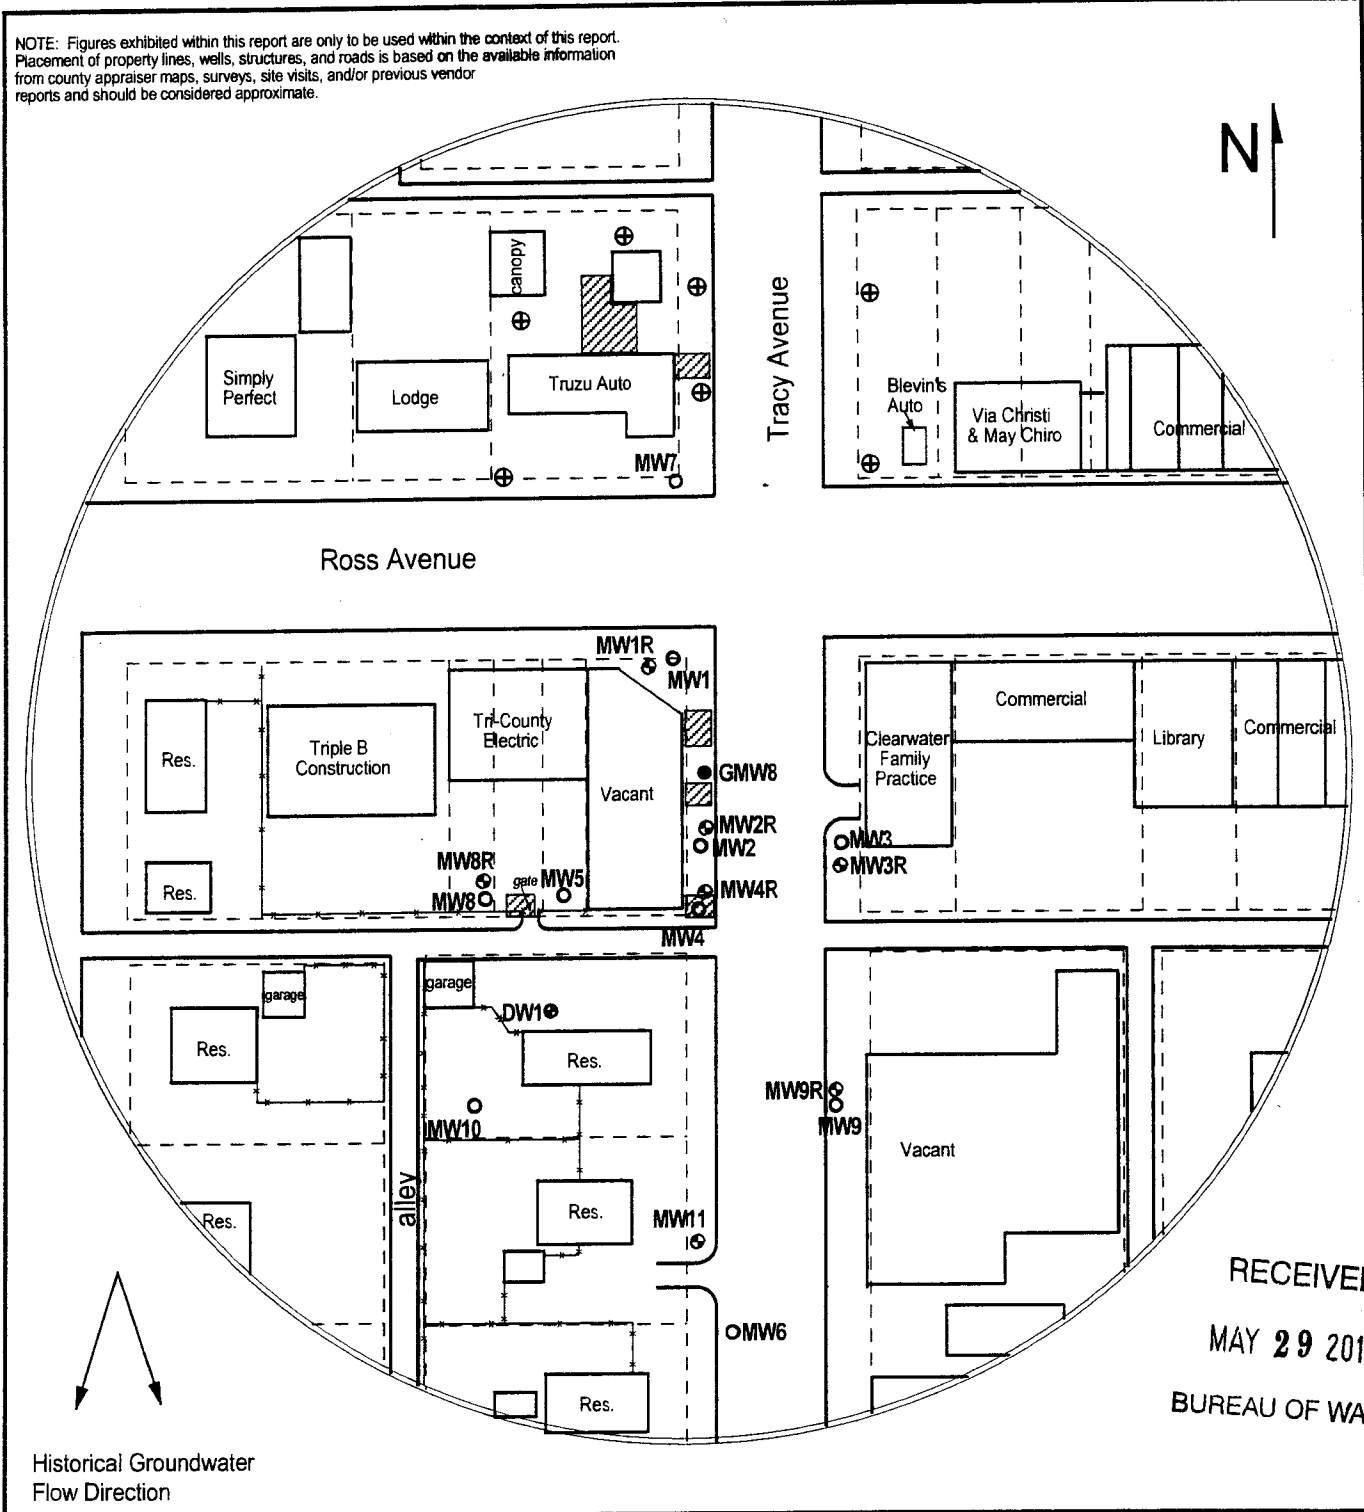 NOTE: Figures exhibited within this report are only to be used within the context of this report.
Placement of property lines, wells, structures, and roads is based on the available information
from county appraiser maps, surveys, site visits, and/or previous vendor
reports and should be considered approximate.
N
canopy
Tracy Avenue
Simply
Perfect
Lodge
Truzu Auto
Blevin's
Auto
Via Christi
& May Chiro
Commercial
MW7
Ross Avenue
MW1R
MW1
Res.
Triple B
Construction
Tri-County
Electric
Vacant
GMW8
MW2R
MW2
Clearwater
Family
Practice
Commercial
Library
Commercial
MW3
MW3R
Res.
MW8R
MW8
gate
MW5
MW4R
MW4
garage
garage
DW1
Res.
Res.
MW10
MW9R
MW9
Vacant
alley
Res.
Res.
MW11
MW6
Res.
RECEIVE
MAY 29 201
BUREAU OF WA
Historical Groundwater
Flow Direction